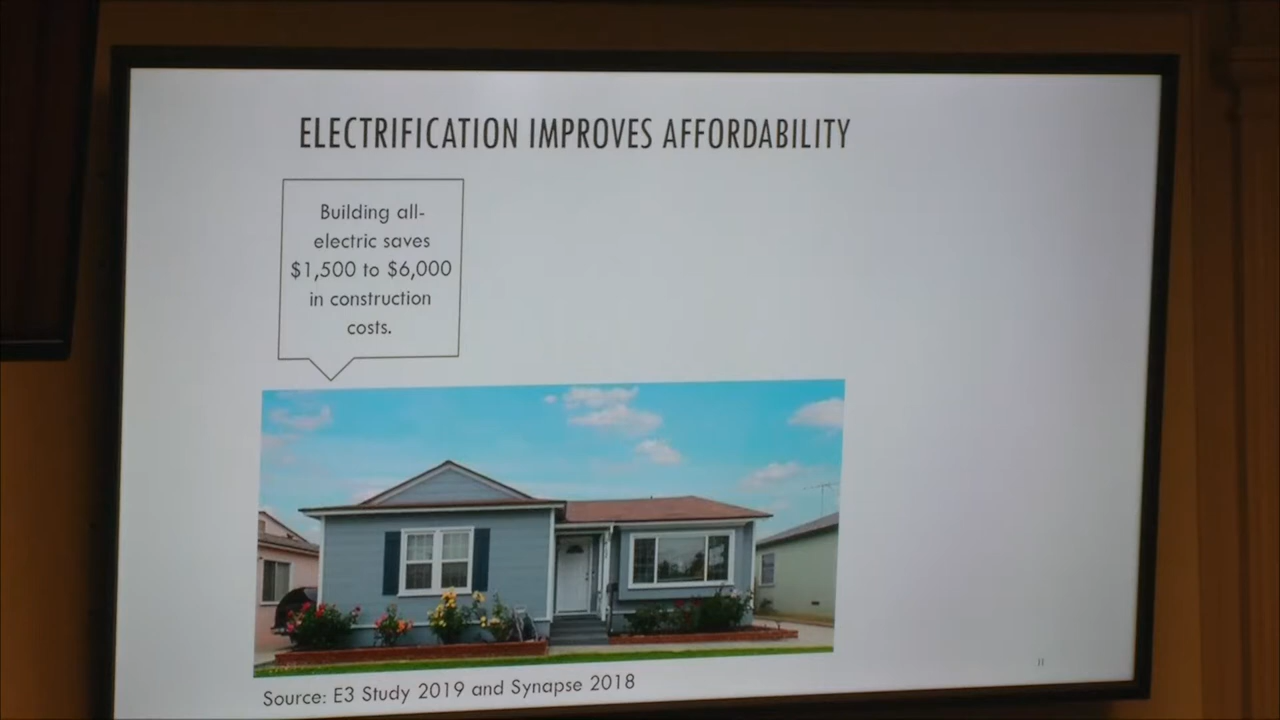 ELECTRIFICATION IMPROVES AFFORDABILITY
Building all-
electric saves
$1,500 to $6,000
in construction
costs.
Source: E3 Study 2019 and Synapse 2018
11